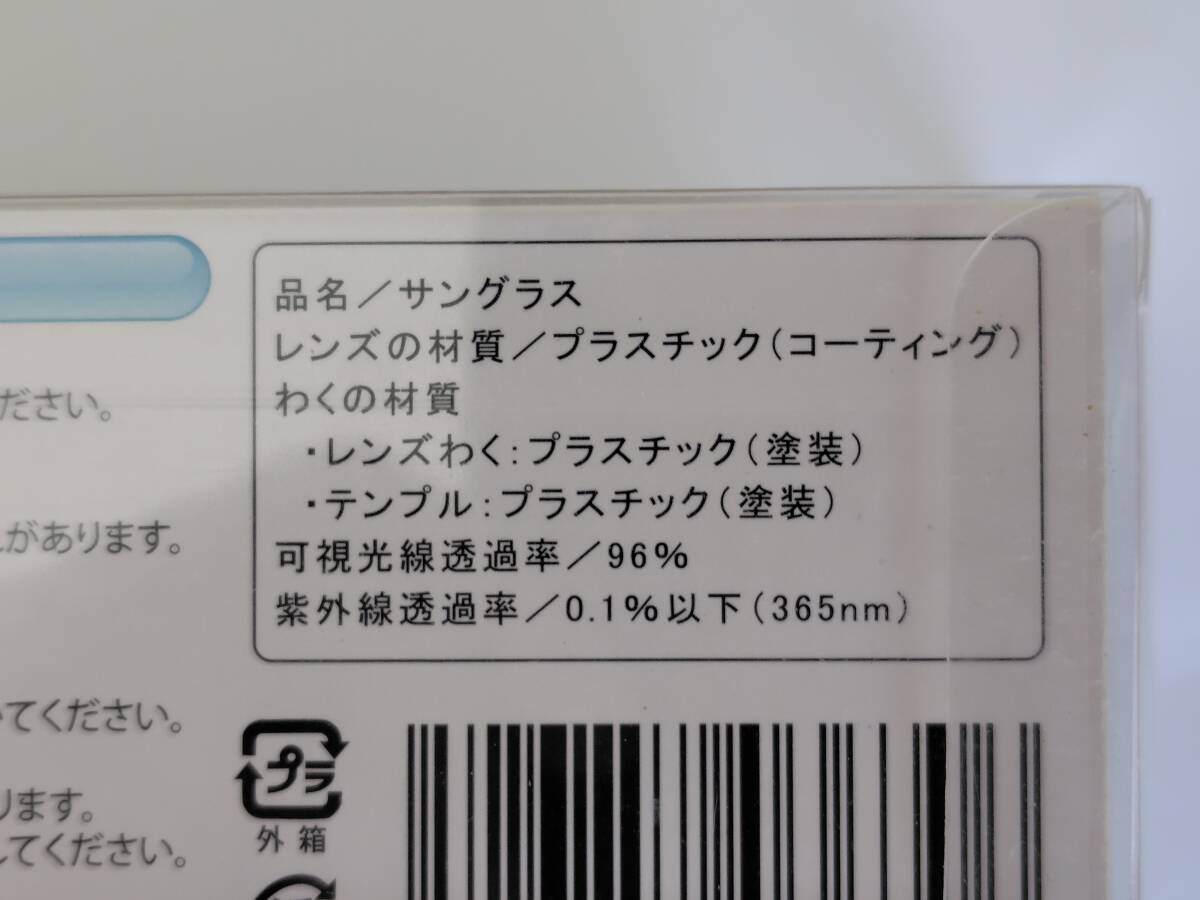 品名／サングラス
レンズの材質／プラスチック（コーティング）
わくの材質
・レンズわく：プラスチック（塗装）
・テンプル：プラスチック（塗装）
可視光線透過率／96%
紫外線透過率／0.1%以下（365nm）
ださい。
があります。
てください。
ります。
してください。
プラ
外箱